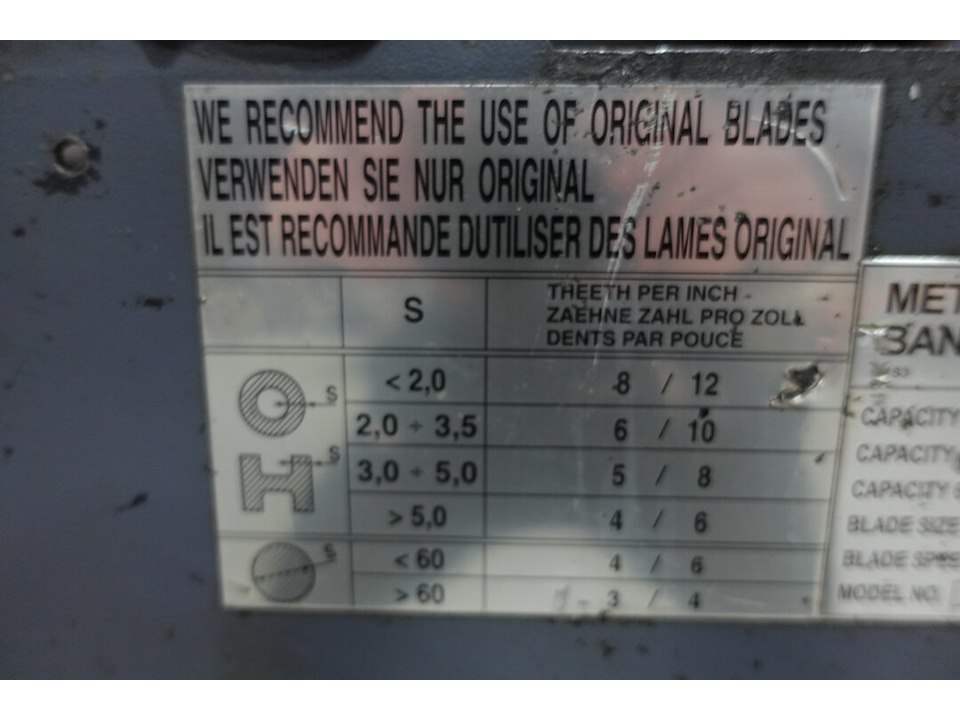 WE RECOMMEND THE USE OF ORIGINAL BLADES
VERWENDEN SIE NUR ORIGINAL
IL EST RECOMMANDE DUTILISER DES LAMES ORIGINAL
S
THEETH PER INCH -
ZAEHNE ZAHL PRO ZOLL
DENTS PAR POUCE
S
< 2,0 8 / 12
2,0 ÷ 3,5 6 / 10
S
3,0 ÷ 5,0 5 / 8
> 5,0 4 / 6
S
< 60 4 / 6
> 60 3 / 4
MET
BAN
CAPACITY
CAPACITY
CAPACITY
BLADE SIZE
BLADE SPEE
MODEL NO.